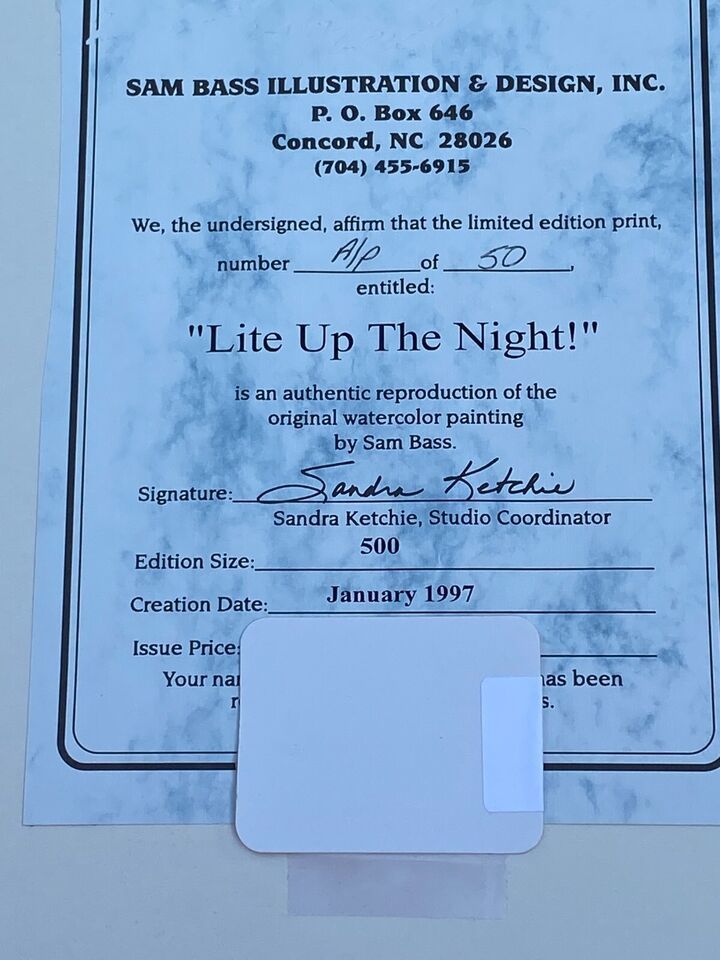 SAM BASS ILLUSTRATION & DESIGN, INC.
P. O. Box 646
Concord, NC 28026
(704) 455-6915
We, the undersigned, affirm that the limited edition print,
number A/P of 50,
entitled:
"Lite Up The Night!"
is an authentic reproduction of the
original watercolor painting
by Sam Bass.
Signature: Sandra Ketchie
Sandra Ketchie, Studio Coordinator
Edition Size: 500
Creation Date: January 1997
Issue Price:
Your has been